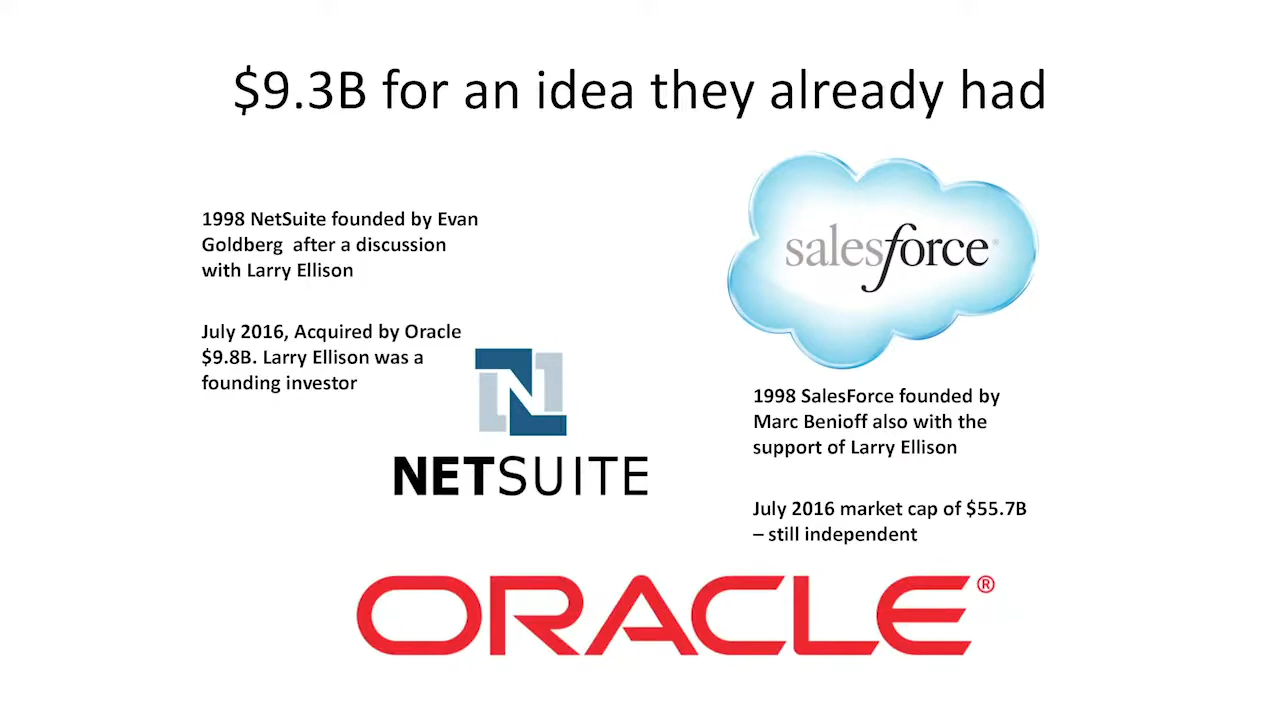 $9.3B for an idea they already had
1998 NetSuite founded by Evan
Goldberg  after a discussion
with Larry Ellison
July 2016, Acquired by Oracle
$9.8B. Larry Ellison was a
founding investor
NETSUITE
salesforce®
1998 SalesForce founded by
Marc Benioff also with the
support of Larry Ellison
July 2016 market cap of $55.7B
– still independent
ORACLE®